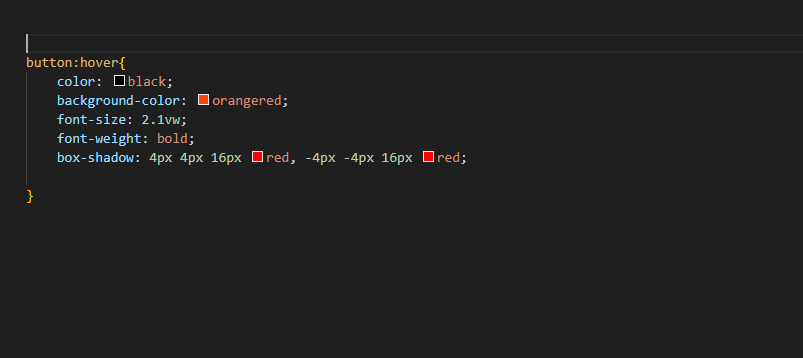 button:hover{
    color: black;
    background-color: orangered;
    font-size: 2.1vw;
    font-weight: bold;
    box-shadow: 4px 4px 16px red, -4px -4px 16px red;
}